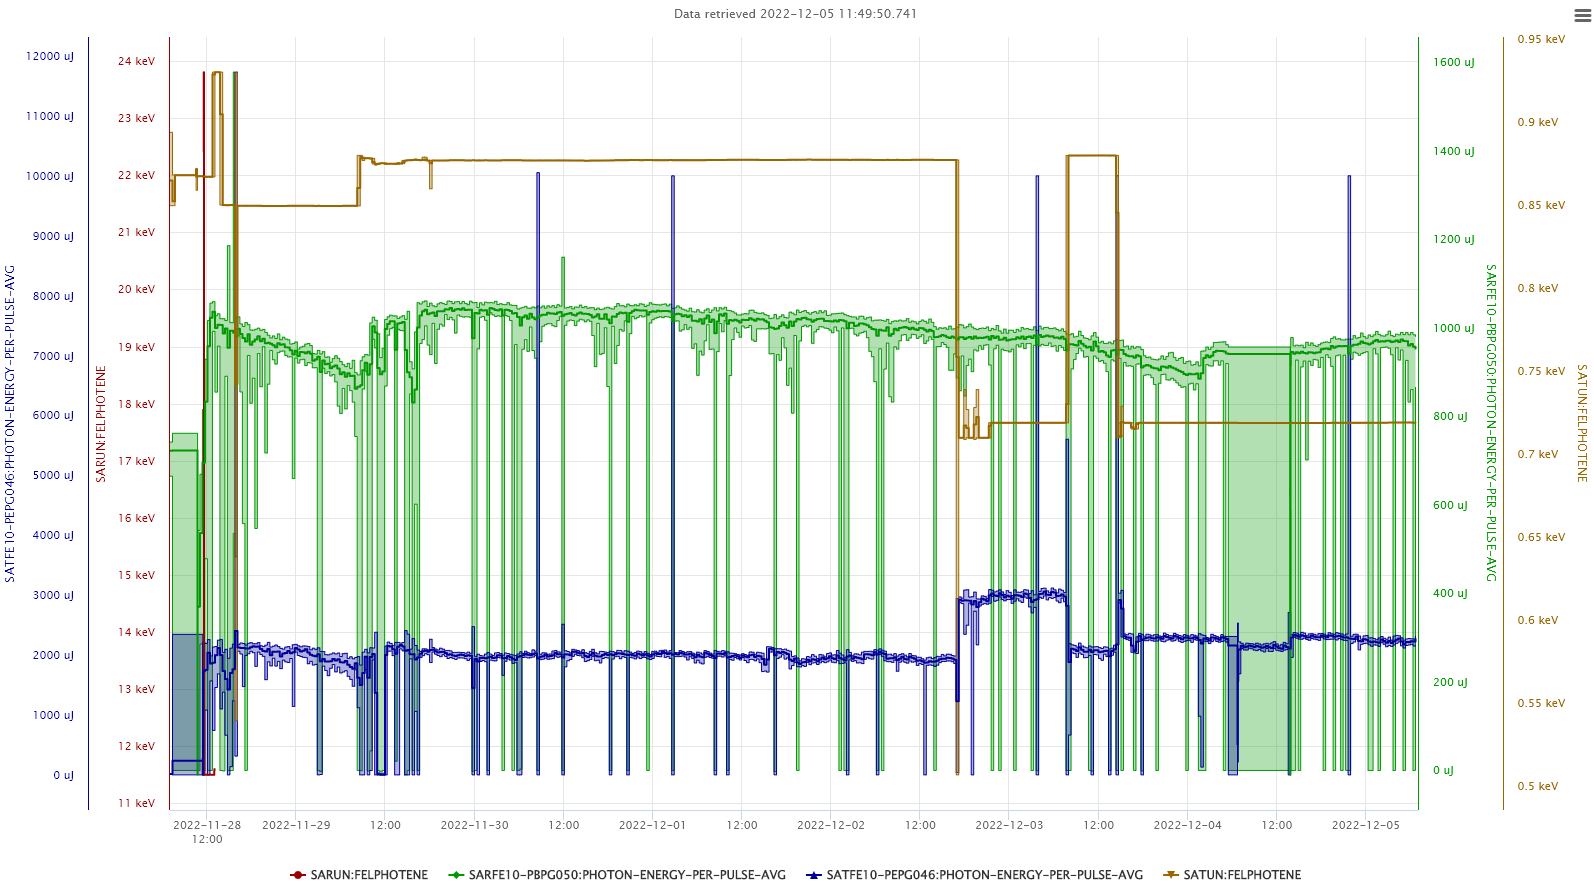 Data retrieved 2022-12-05 11:49:50.741
12000 uJ
11000 uJ
10000 uJ
9000 uJ
8000 uJ
7000 uJ
6000 uJ
5000 uJ
4000 uJ
3000 uJ
2000 uJ
1000 uJ
0 uJ
SATFE10-PEPG046:PHOTON-ENERGY-PER-PULSE-AVG
24 keV
23 keV
22 keV
21 keV
20 keV
19 keV
18 keV
17 keV
16 keV
15 keV
14 keV
13 keV
12 keV
11 keV
SARUN:FELPHOTENE
1600 uJ
1400 uJ
1200 uJ
1000 uJ
800 uJ
600 uJ
400 uJ
200 uJ
0 uJ
SARFE10-PBPG050:PHOTON-ENERGY-PER-PULSE-AVG
0.95 keV
0.9 keV
0.85 keV
0.8 keV
0.75 keV
0.7 keV
0.65 keV
0.6 keV
0.55 keV
0.5 keV
SATUN:FELPHOTENE
2022-11-28 2022-11-29 12:00 2022-11-30 12:00 2022-12-01 12:00 2022-12-02 12:00 2022-12-03 12:00 2022-12-04 12:00 2022-12-05
12:00
SARUN:FELPHOTENE SARFE10-PBPG050:PHOTON-ENERGY-PER-PULSE-AVG SATFE10-PEPG046:PHOTON-ENERGY-PER-PULSE-AVG SATUN:FELPHOTENE